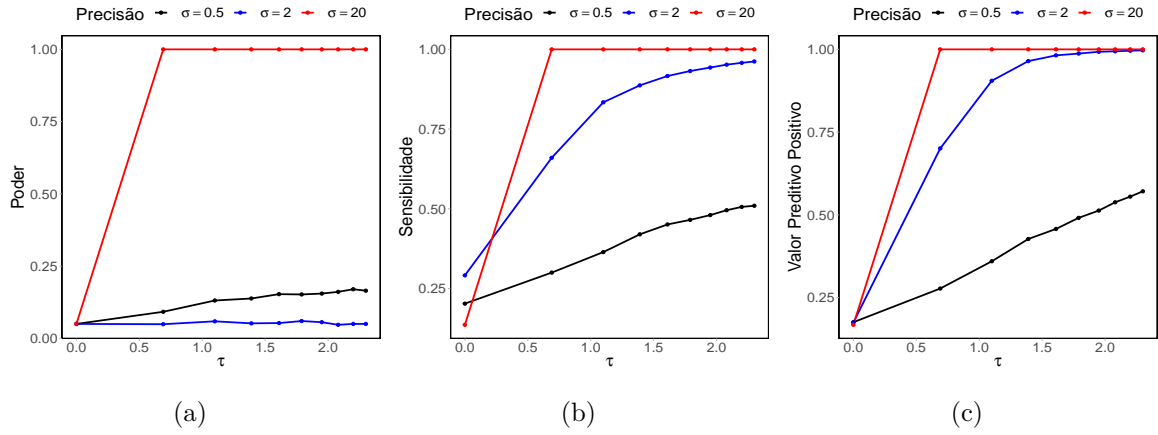 Precisão σ = 0.5 σ = 2 σ = 20
1.00
0.75
0.50
0.25
0.00
Poder
0.0 0.5 1.0 1.5 2.0
τ
(a)
Precisão σ = 0.5 σ = 2 σ = 20
1.00
0.75
0.50
0.25
Sensibilidade
0.0 0.5 1.0 1.5 2.0
τ
(b)
Precisão σ = 0.5 σ = 2 σ = 20
1.00
0.75
0.50
0.25
Valor Preditivo Positivo
0.0 0.5 1.0 1.5 2.0
τ
(c)